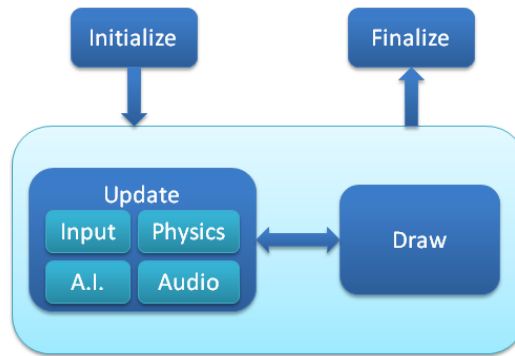 Initialize
Finalize
Update
Input
Physics
A.I.
Audio
Draw